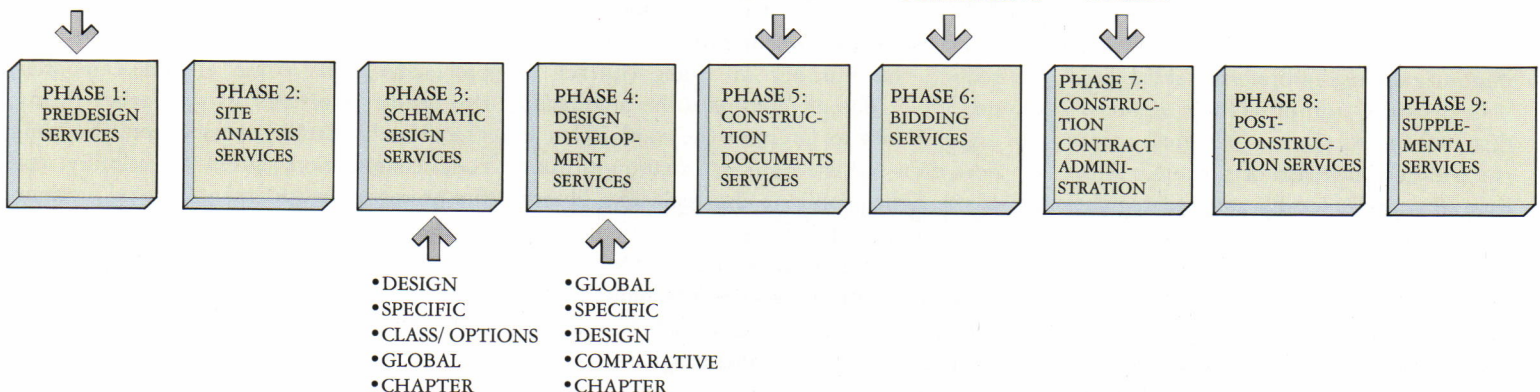 PHASE 1:
PREDESIGN
SERVICES
PHASE 2:
SITE
ANALYSIS
SERVICES
PHASE 3:
SCHEMATIC
SESIGN
SERVICES
PHASE 4:
DESIGN
DEVELOP-
MENT
SERVICES
PHASE 5:
CONSTRUC-
TION
DOCUMENTS
SERVICES
PHASE 6:
BIDDING
SERVICES
PHASE 7:
CONSTRUC-
TION
CONTRACT
ADMINI-
STRATION
PHASE 8:
POST-
CONSTRUC-
TION SERVICES
PHASE 9:
SUPPLE-
MENTAL
SERVICES
•DESIGN
•SPECIFIC
•CLASS/ OPTIONS
•GLOBAL
•CHAPTER
•GLOBAL
•SPECIFIC
•DESIGN
•COMPARATIVE
•CHAPTER